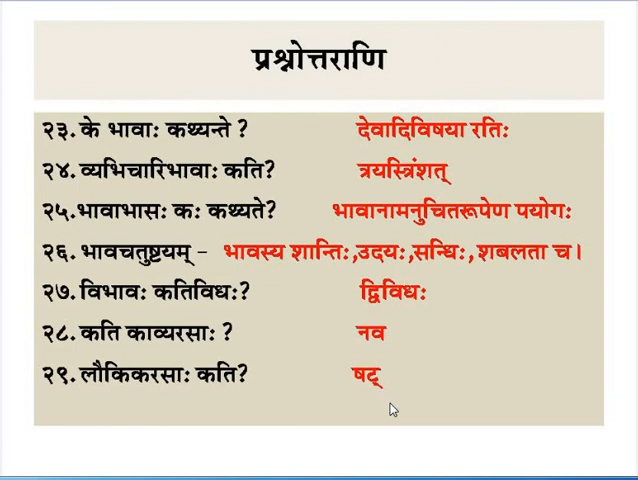 प्रश्नोत्तराणि
२३. के भावाः कथ्यन्ते ? देवादिविषया रतिः
२४. व्यभिचारिभावाः कति? त्रयस्त्रिंशत्
२५.भावाभासः कः कथ्यते? भावानामनुचितरूपेण पयोगः
२६. भावचतुष्टयम् - भावस्य शान्तिः,उदयः,सन्धिः, शबलता च।
२७. विभावः कतिविधः? द्विविधः
२८. कति काव्यरसाः ? नव
२९. लौकिकरसाः कति? षट्